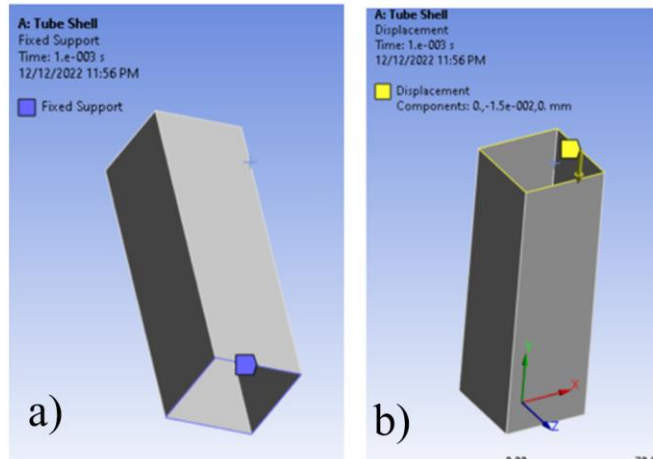 A: Tube Shell
Fixed Support
Time: 1.e-003 s
12/12/2022 11:56 PM
Fixed Support
a)
A: Tube Shell
Displacement
Time: 1.e-003 s
12/12/2022 11:56 PM
Displacement
Components: 0.,-1.5e-002,0. mm
Y
X
Z
b)